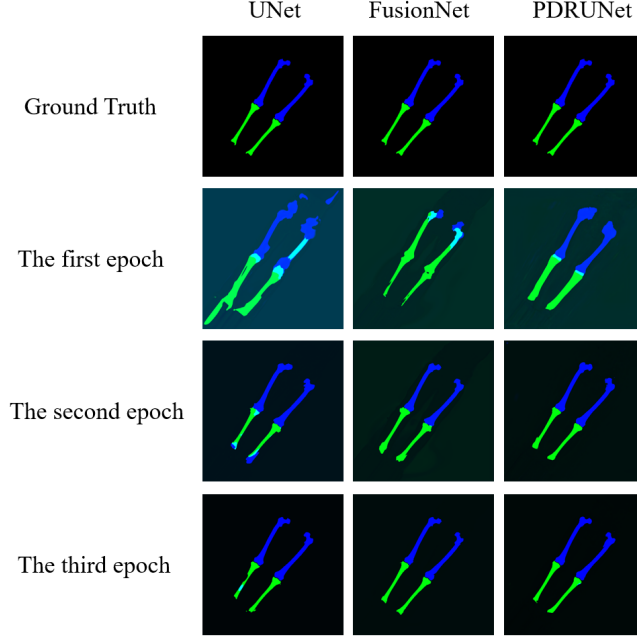 UNet FusionNet PDRUNet
Ground Truth
The first epoch
The second epoch
The third epoch